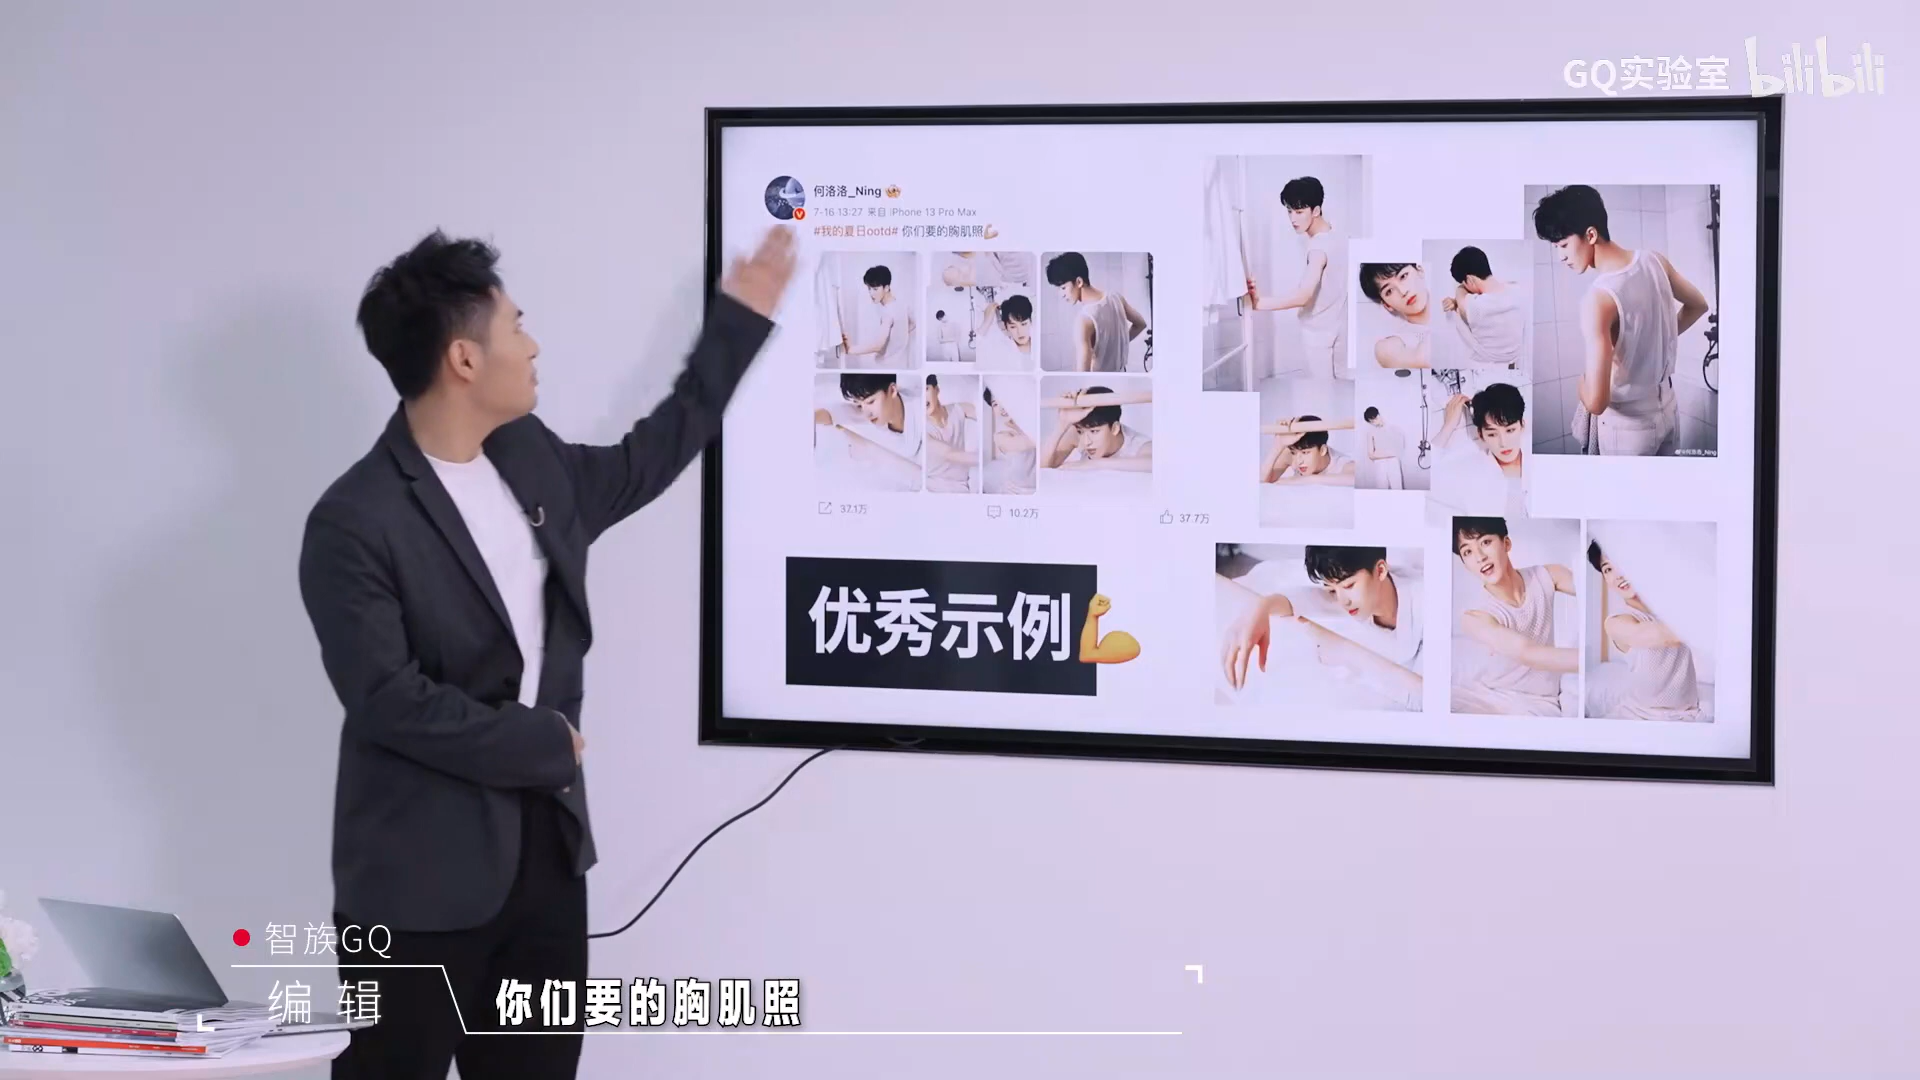 GQ实验室 bilibili
何洛洛_Ning
7-16 13:27 来自 iPhone 13 Pro Max
#我的夏日ootd# 你们要的胸肌照💪
37.1万
10.2万
37.7万
优秀示例💪
智族GQ
编辑
你们要的胸肌照